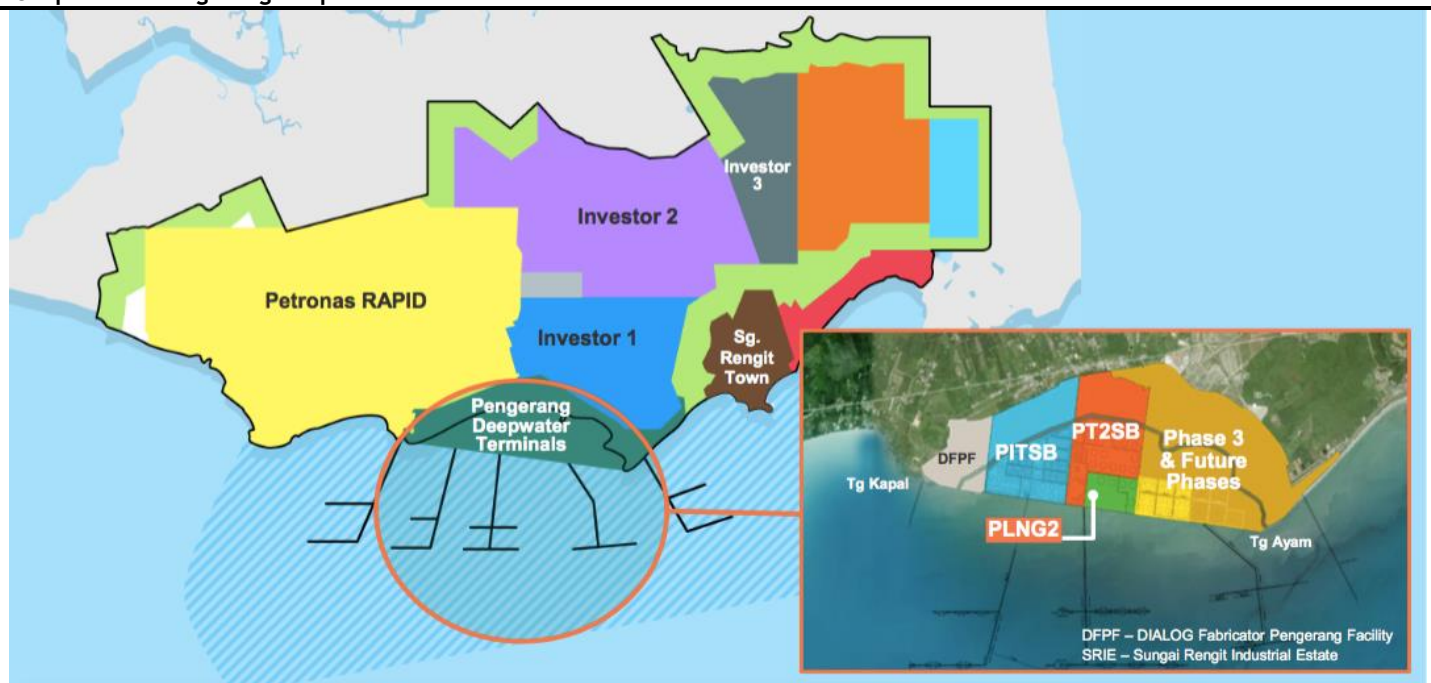 Investor
3
Investor 2
Petronas RAPID
Investor 1
Sg.
Rengit
Town
Pengerang
Deepwater
Terminals
DFPF
PITSB
PT2SB
Phase 3
& Future
Phases
Tg Kapal
PLNG2
Tg Ayam
DFPF – DIALOG Fabricator Pengerang Facility
SRIE – Sungai Rengit Industrial Estate